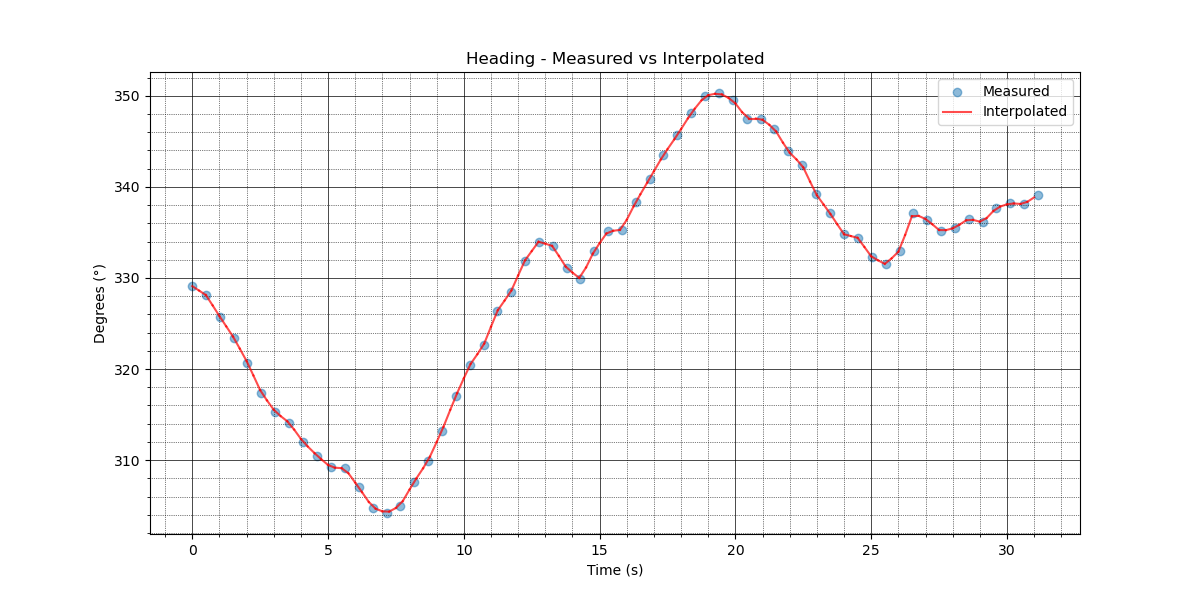 Heading - Measured vs Interpolated
Measured
Interpolated
Degrees (°)
350
340
330
320
310
0 5 10 15 20 25 30
Time (s)